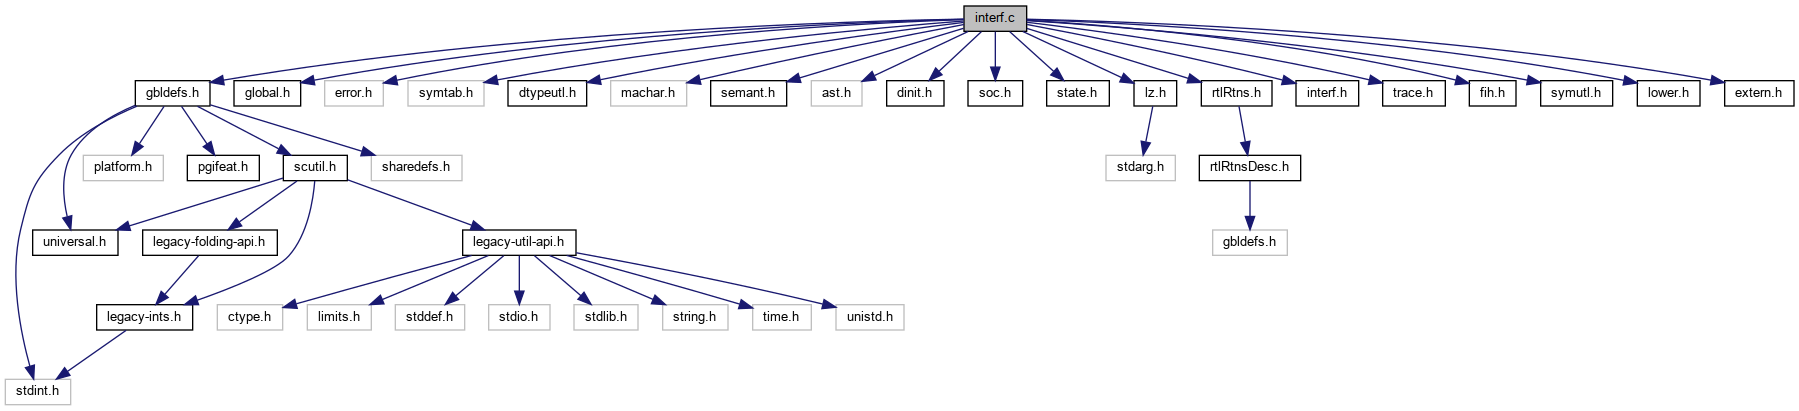 interf.c
gbldefs.h
global.h
error.h
symtab.h
dtypeutl.h
machar.h
semant.h
ast.h
dinit.h
soc.h
state.h
lz.h
rtlRtns.h
interf.h
trace.h
fih.h
symutl.h
lower.h
extern.h
platform.h
pgifeat.h
scutil.h
sharedefs.h
stdarg.h
rtlRtnsDesc.h
universal.h
legacy-folding-api.h
legacy-util-api.h
gbldefs.h
legacy-ints.h
ctype.h
limits.h
stddef.h
stdio.h
stdlib.h
string.h
time.h
unistd.h
stdint.h